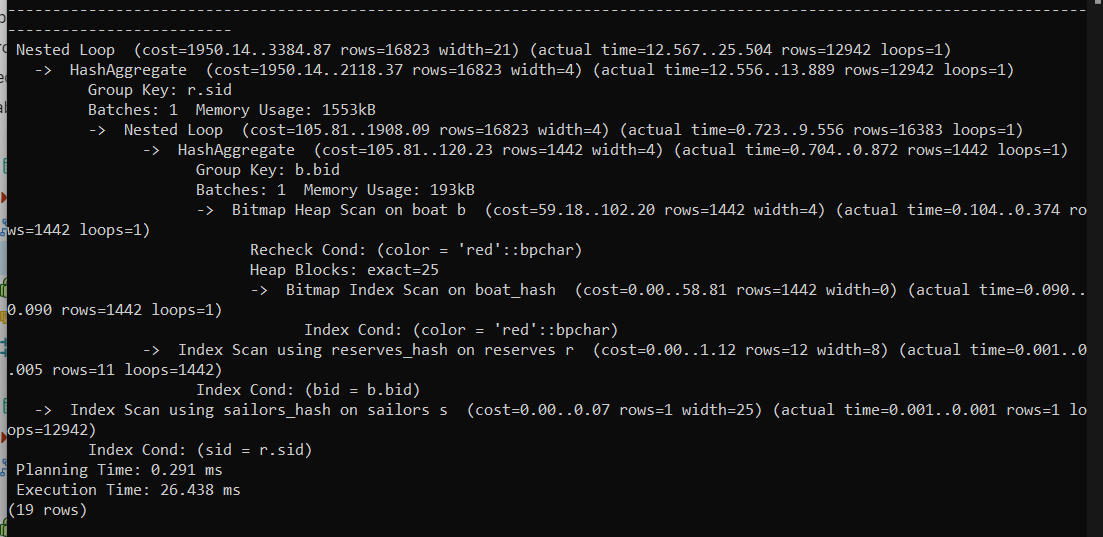 --------------------------------------------------------------------------------------------------------------------------
-------------------------
Nested Loop  (cost=1950.14..3384.87 rows=16823 width=21) (actual time=12.567..25.504 rows=12942 loops=1)
  ->  HashAggregate  (cost=1950.14..2118.37 rows=16823 width=4) (actual time=12.556..13.889 rows=12942 loops=1)
        Group Key: r.sid
        Batches: 1  Memory Usage: 1553kB
        ->  Nested Loop  (cost=105.81..1908.09 rows=16823 width=4) (actual time=0.723..9.556 rows=16383 loops=1)
              ->  HashAggregate  (cost=105.81..120.23 rows=1442 width=4) (actual time=0.704..0.872 rows=1442 loops=1)
                    Group Key: b.bid
                    Batches: 1  Memory Usage: 193kB
                    ->  Bitmap Heap Scan on boat b  (cost=59.18..102.20 rows=1442 width=4) (actual time=0.104..0.374 ro
ws=1442 loops=1)
                          Recheck Cond: (color = 'red'::bpchar)
                          Heap Blocks: exact=25
                          ->  Bitmap Index Scan on boat_hash  (cost=0.00..58.81 rows=1442 width=0) (actual time=0.090..
0.090 rows=1442 loops=1)
                                Index Cond: (color = 'red'::bpchar)
              ->  Index Scan using reserves_hash on reserves r  (cost=0.00..1.12 rows=12 width=8) (actual time=0.001..0
.005 rows=11 loops=1442)
                    Index Cond: (bid = b.bid)
  ->  Index Scan using sailors_hash on sailors s  (cost=0.00..0.07 rows=1 width=25) (actual time=0.001..0.001 rows=1 lo
ops=12942)
        Index Cond: (sid = r.sid)
Planning Time: 0.291 ms
Execution Time: 26.438 ms
(19 rows)